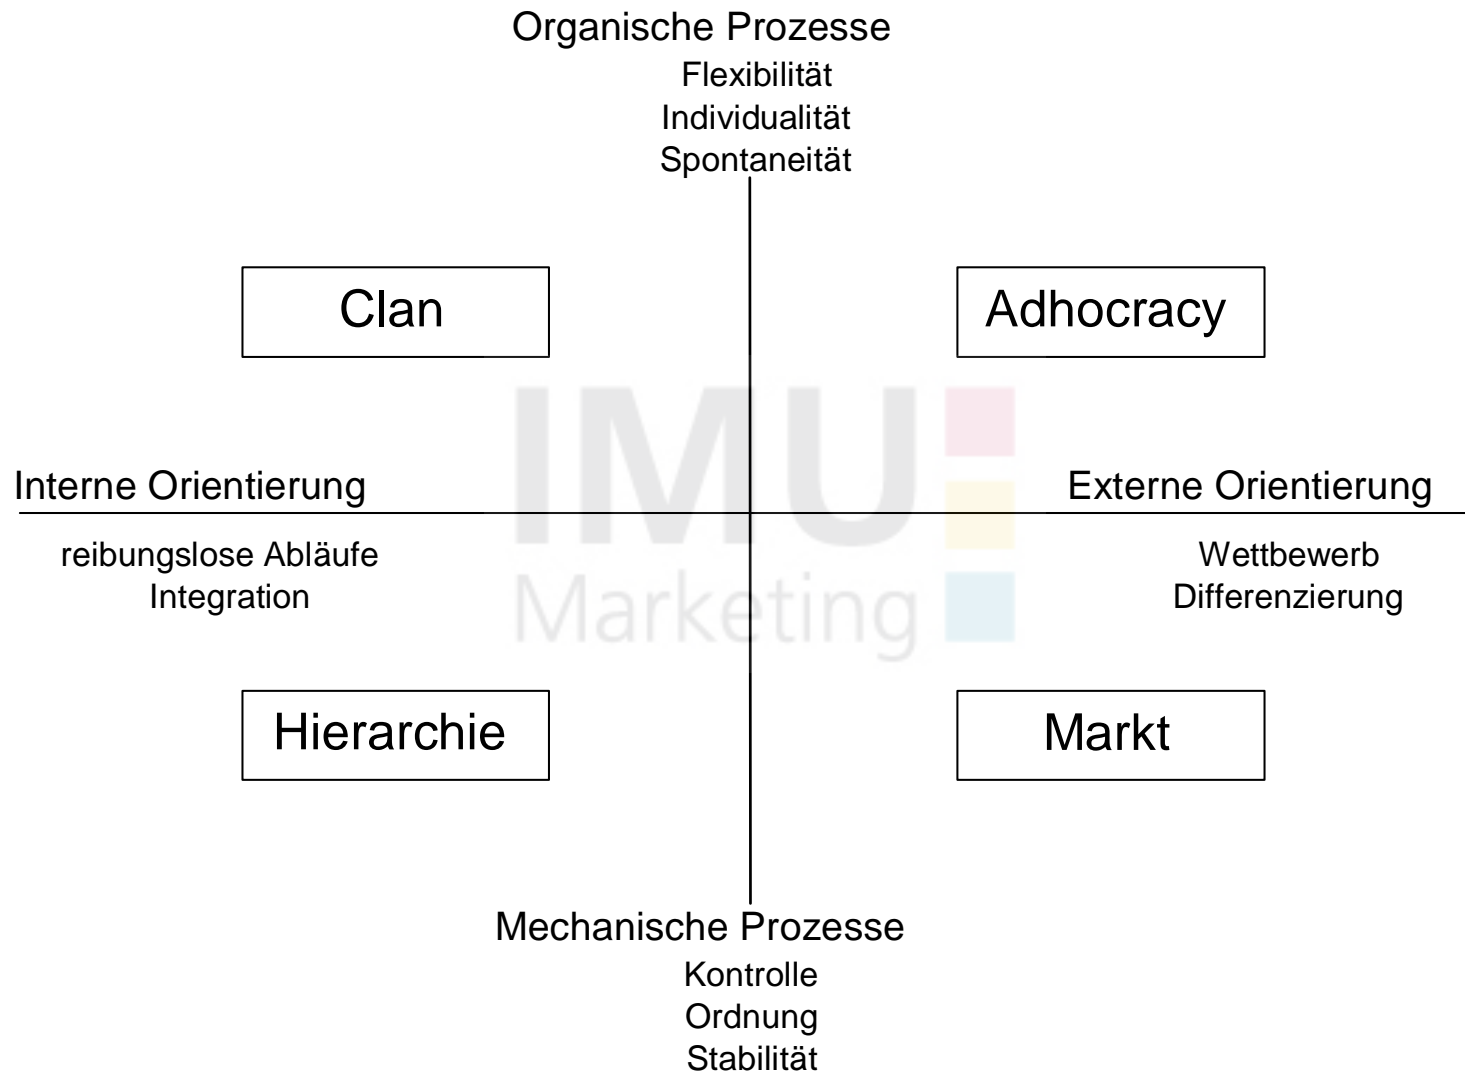 Organische Prozesse
Flexibilität
Individualität
Spontaneität
Clan
Adhocracy
IMU
Marketing
Interne Orientierung
Externe Orientierung
reibungslose Abläufe
Integration
Wettbewerb
Differenzierung
Hierarchie
Markt
Mechanische Prozesse
Kontrolle
Ordnung
Stabilität